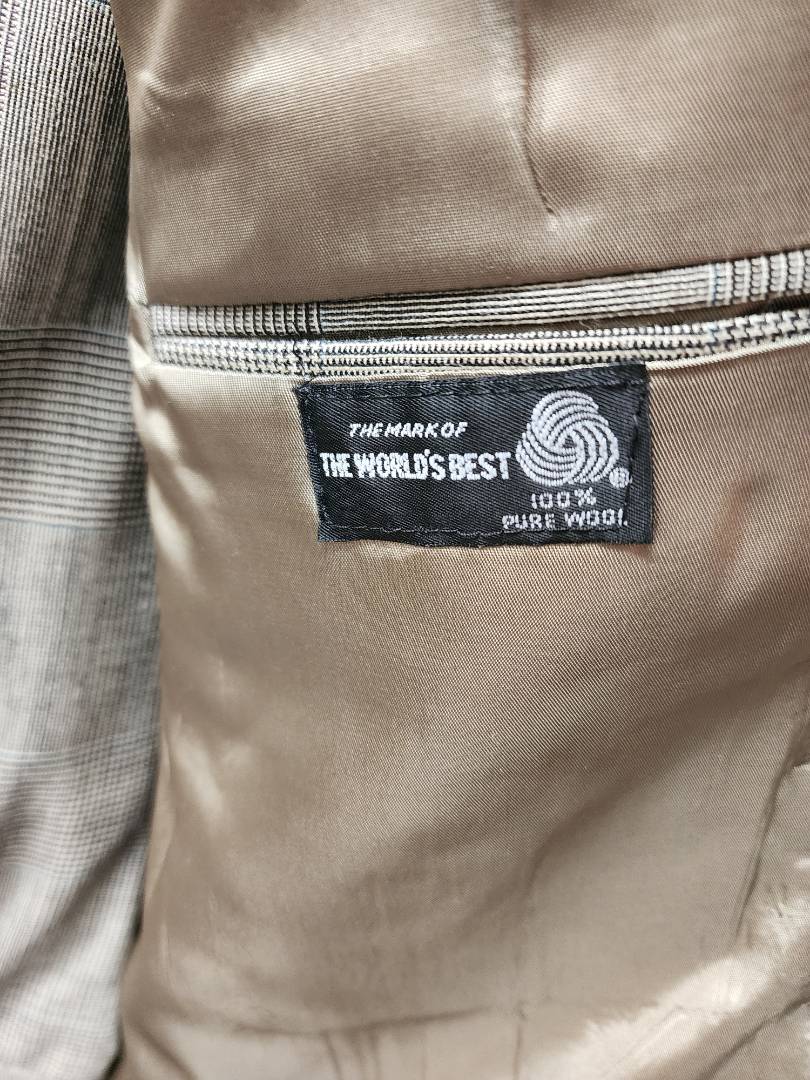 THE MARK OF
THE WORLD'S BEST
®
100%
PURE WOOL